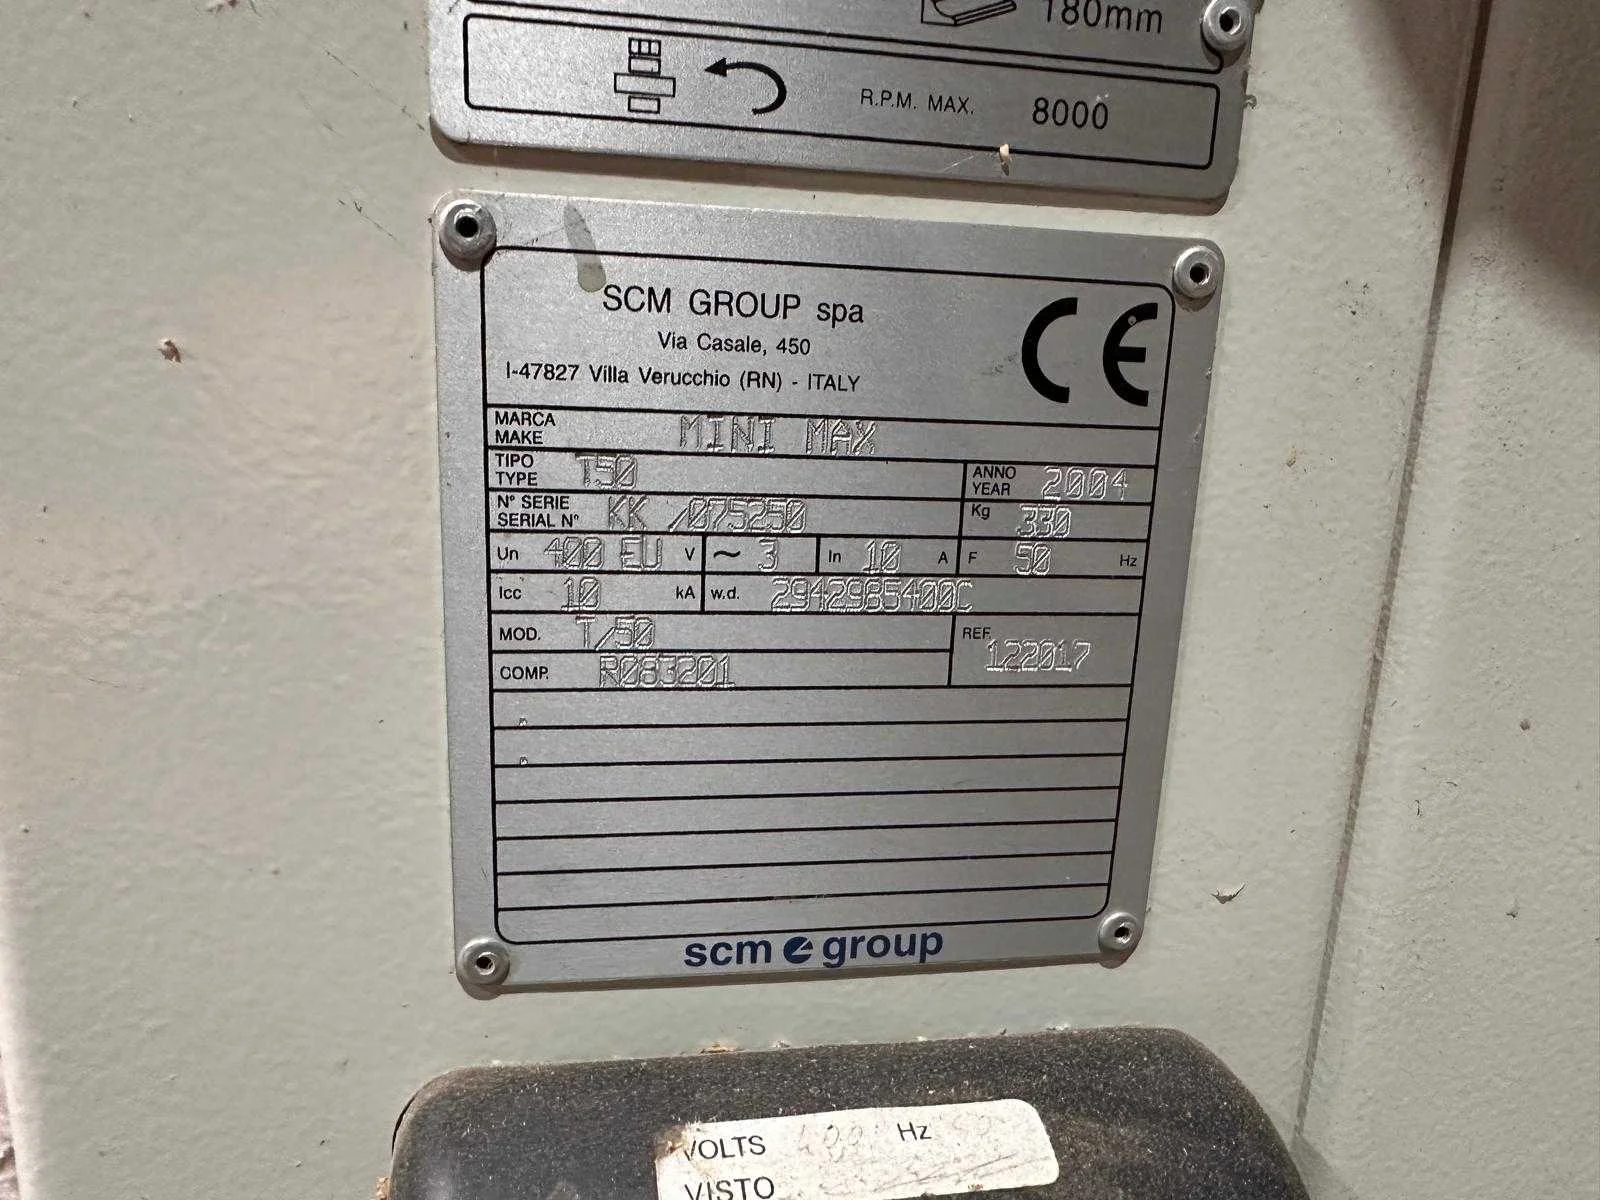 180mm
R.P.M. MAX. 8000
SCM GROUP spa
Via Casale, 450
I-47827 Villa Verucchio (RN) - ITALY
CE
MARCA
MAKE MINI MAX
TIPO
TYPE T50
ANNO
YEAR 2004
N° SERIE
SERIAL N° KK /075250
Kg 330
Un 400 EU V ~ 3 In 10 A F 50 Hz
Icc 10 kA w.d. 2942985400C
MOD. T/50
REF. 122017
COMP. R083201
scm group
VOLTS 400 Hz 50
VISTO